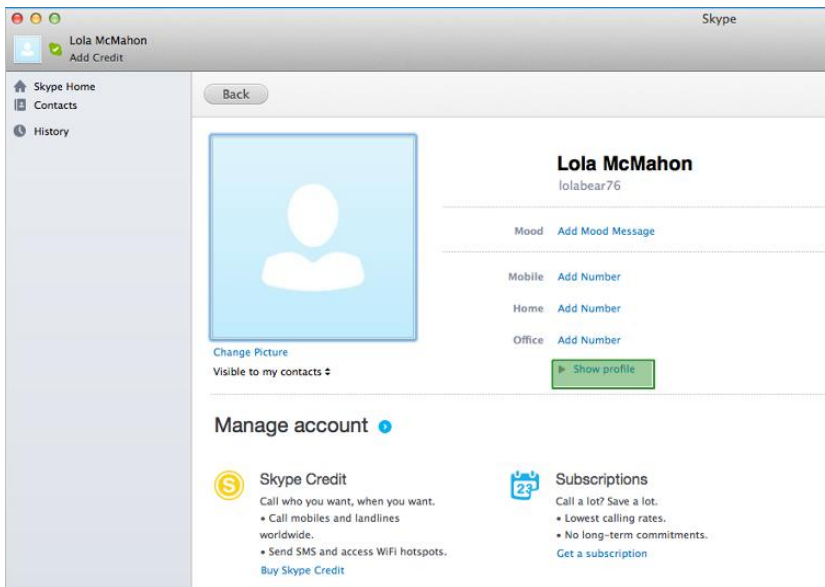 Skype
Lola McMahon
Add Credit
Skype Home
Contacts
History
Back
Lola McMahon
lolabear76
Mood Add Mood Message
Mobile Add Number
Home Add Number
Office Add Number
Change Picture
Visible to my contacts
Show profile
Manage account
Skype Credit
Call who you want, when you want.
• Call mobiles and landlines
worldwide.
• Send SMS and access WiFi hotspots.
Buy Skype Credit
23
Subscriptions
Call a lot? Save a lot.
• Lowest calling rates.
• No long-term commitments.
Get a subscription